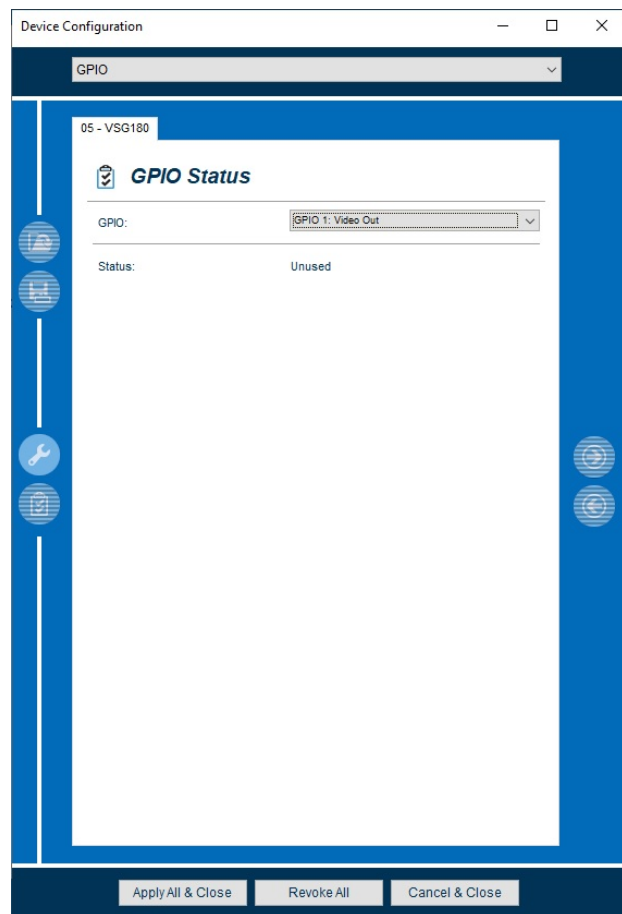 Device Configuration
GPIO
05 - VSG180
GPIO Status
GPIO: GPIO 1: Video Out
Status: Unused
Apply All & Close Revoke All Cancel & Close